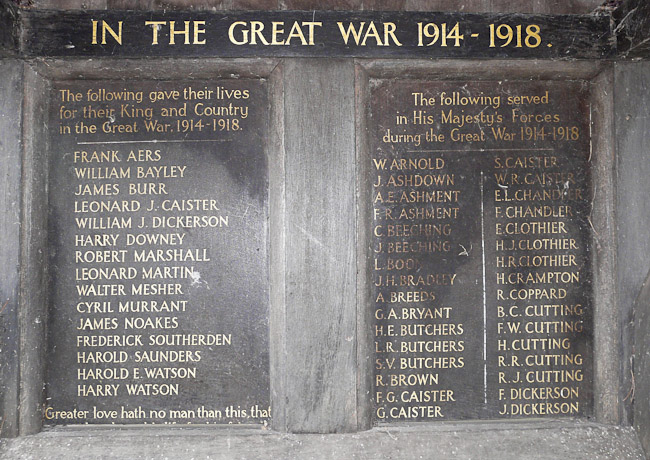 IN THE GREAT WAR 1914 - 1918.
The following gave their lives
for their King and Country
in the Great War. 1914-1918.
FRANK AERS
WILLIAM BAYLEY
JAMES BURR
LEONARD J. CAISTER
WILLIAM J. DICKERSON
HARRY DOWNEY
ROBERT MARSHALL
LEONARD MARTIN
WALTER MESHER
CYRIL MURRANT
JAMES NOAKES
FREDERICK SOUTHERDEN
HAROLD SAUNDERS
HAROLD E. WATSON
HARRY WATSON
Greater love hath no man than this, that
The following served
in His Majesty's Forces
during the Great War 1914-1918
W. ARNOLD
J. ASHDOWN
A.E. ASHMENT
F.R. ASHMENT
C. BEECHING
J. BEECHING
L. BODY
J.H. BRADLEY
A. BREEDS
G.A. BRYANT
H.E. BUTCHERS
L.R. BUTCHERS
S.V. BUTCHERS
R. BROWN
F.G. CAISTER
G. CAISTER
S. CAISTER
W.R. CAISTER
E.L. CHANDLER
F. CHANDLER
E. CLOTHIER
H.J. CLOTHIER
H.R. CLOTHIER
H. CRAMPTON
R. COPPARD
B.C. CUTTING
F.W. CUTTING
H. CUTTING
R.R. CUTTING
R.J. CUTTING
F. DICKERSON
J. DICKERSON